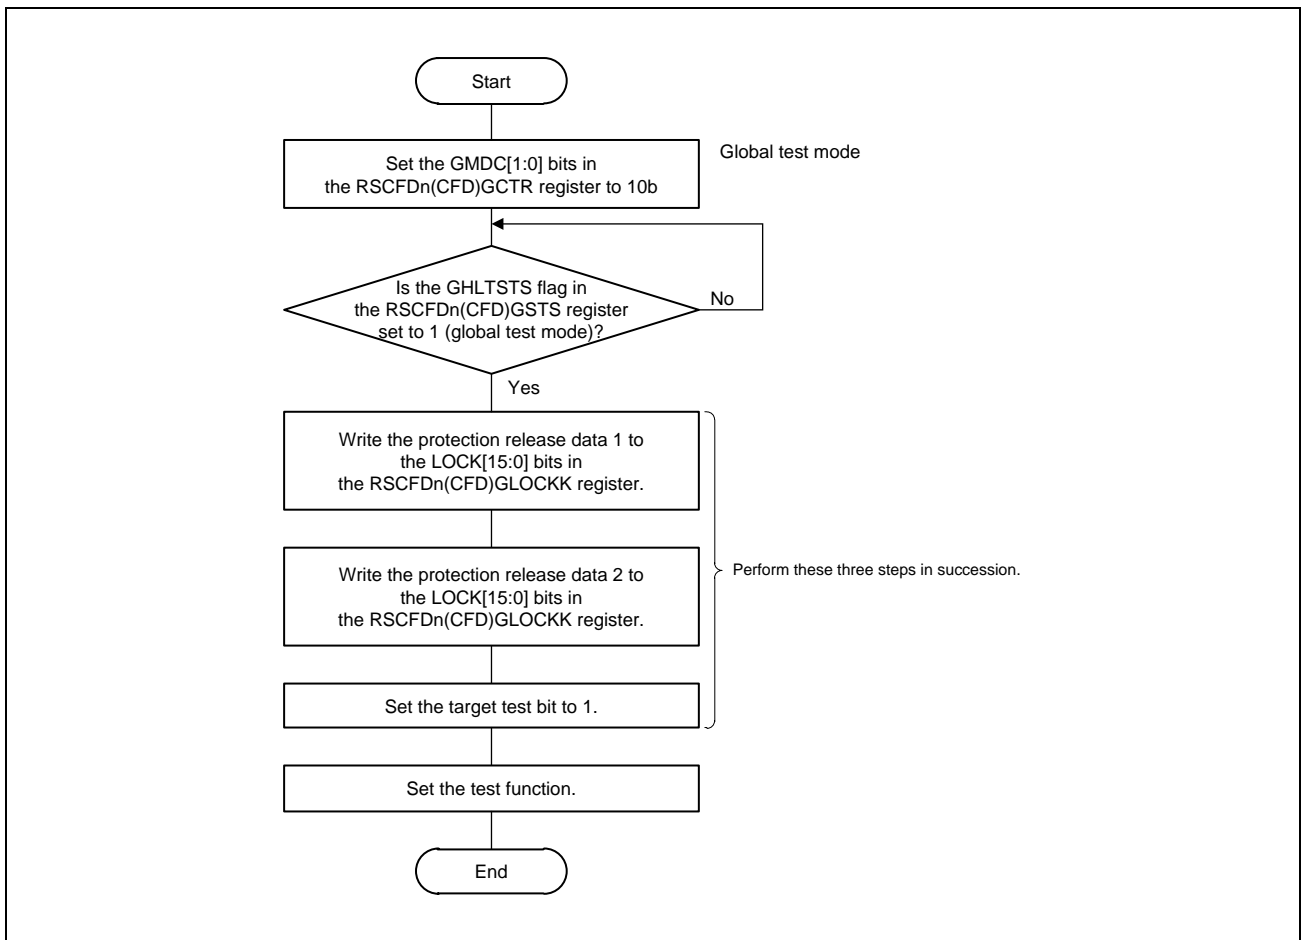 Start
Set the GMDC[1:0] bits in
the RSCFDn(CFD)GCTR register to 10b
Global test mode
Is the GHLTSTS flag in
the RSCFDn(CFD)GSTS register
set to 1 (global test mode)?
No
Yes
Write the protection release data 1 to
the LOCK[15:0] bits in
the RSCFDn(CFD)GLOCKK register.
Write the protection release data 2 to
the LOCK[15:0] bits in
the RSCFDn(CFD)GLOCKK register.
Perform these three steps in succession.
Set the target test bit to 1.
Set the test function.
End